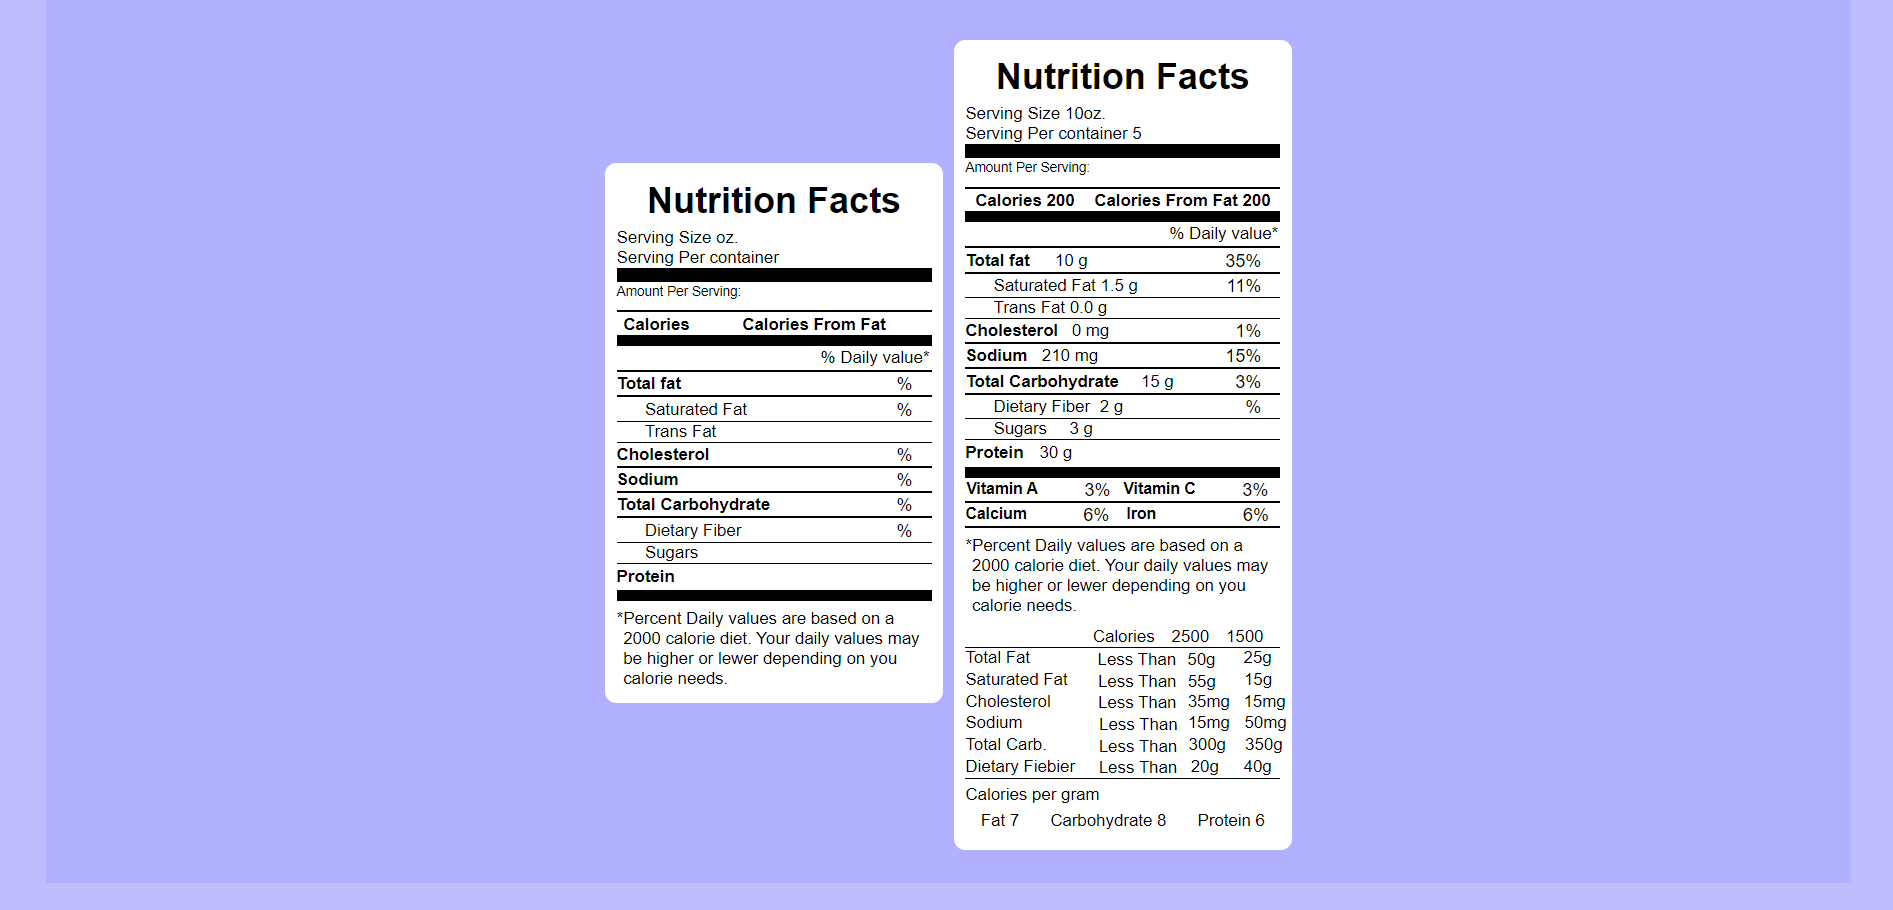 Nutrition Facts
Serving Size oz.
Serving Per container
Amount Per Serving:
Calories Calories From Fat
% Daily value*
Total fat %
Saturated Fat %
Trans Fat
Cholesterol %
Sodium %
Total Carbohydrate %
Dietary Fiber %
Sugars
Protein
*Percent Daily values are based on a
2000 calorie diet. Your daily values may
be higher or lewer depending on you
calorie needs.
Nutrition Facts
Serving Size 10oz.
Serving Per container 5
Amount Per Serving:
Calories 200 Calories From Fat 200
% Daily value*
Total fat 10 g 35%
Saturated Fat 1.5 g 11%
Trans Fat 0.0 g
Cholesterol 0 mg 1%
Sodium 210 mg 15%
Total Carbohydrate 15 g 3%
Dietary Fiber 2 g %
Sugars 3 g
Protein 30 g
Vitamin A 3% Vitamin C 3%
Calcium 6% Iron 6%
*Percent Daily values are based on a
2000 calorie diet. Your daily values may
be higher or lewer depending on you
calorie needs.
Calories 2500 1500
Total Fat Less Than 50g 25g
Saturated Fat Less Than 55g 15g
Cholesterol Less Than 35mg 15mg
Sodium Less Than 15mg 50mg
Total Carb. Less Than 300g 350g
Dietary Fiebier Less Than 20g 40g
Calories per gram
Fat 7 Carbohydrate 8 Protein 6